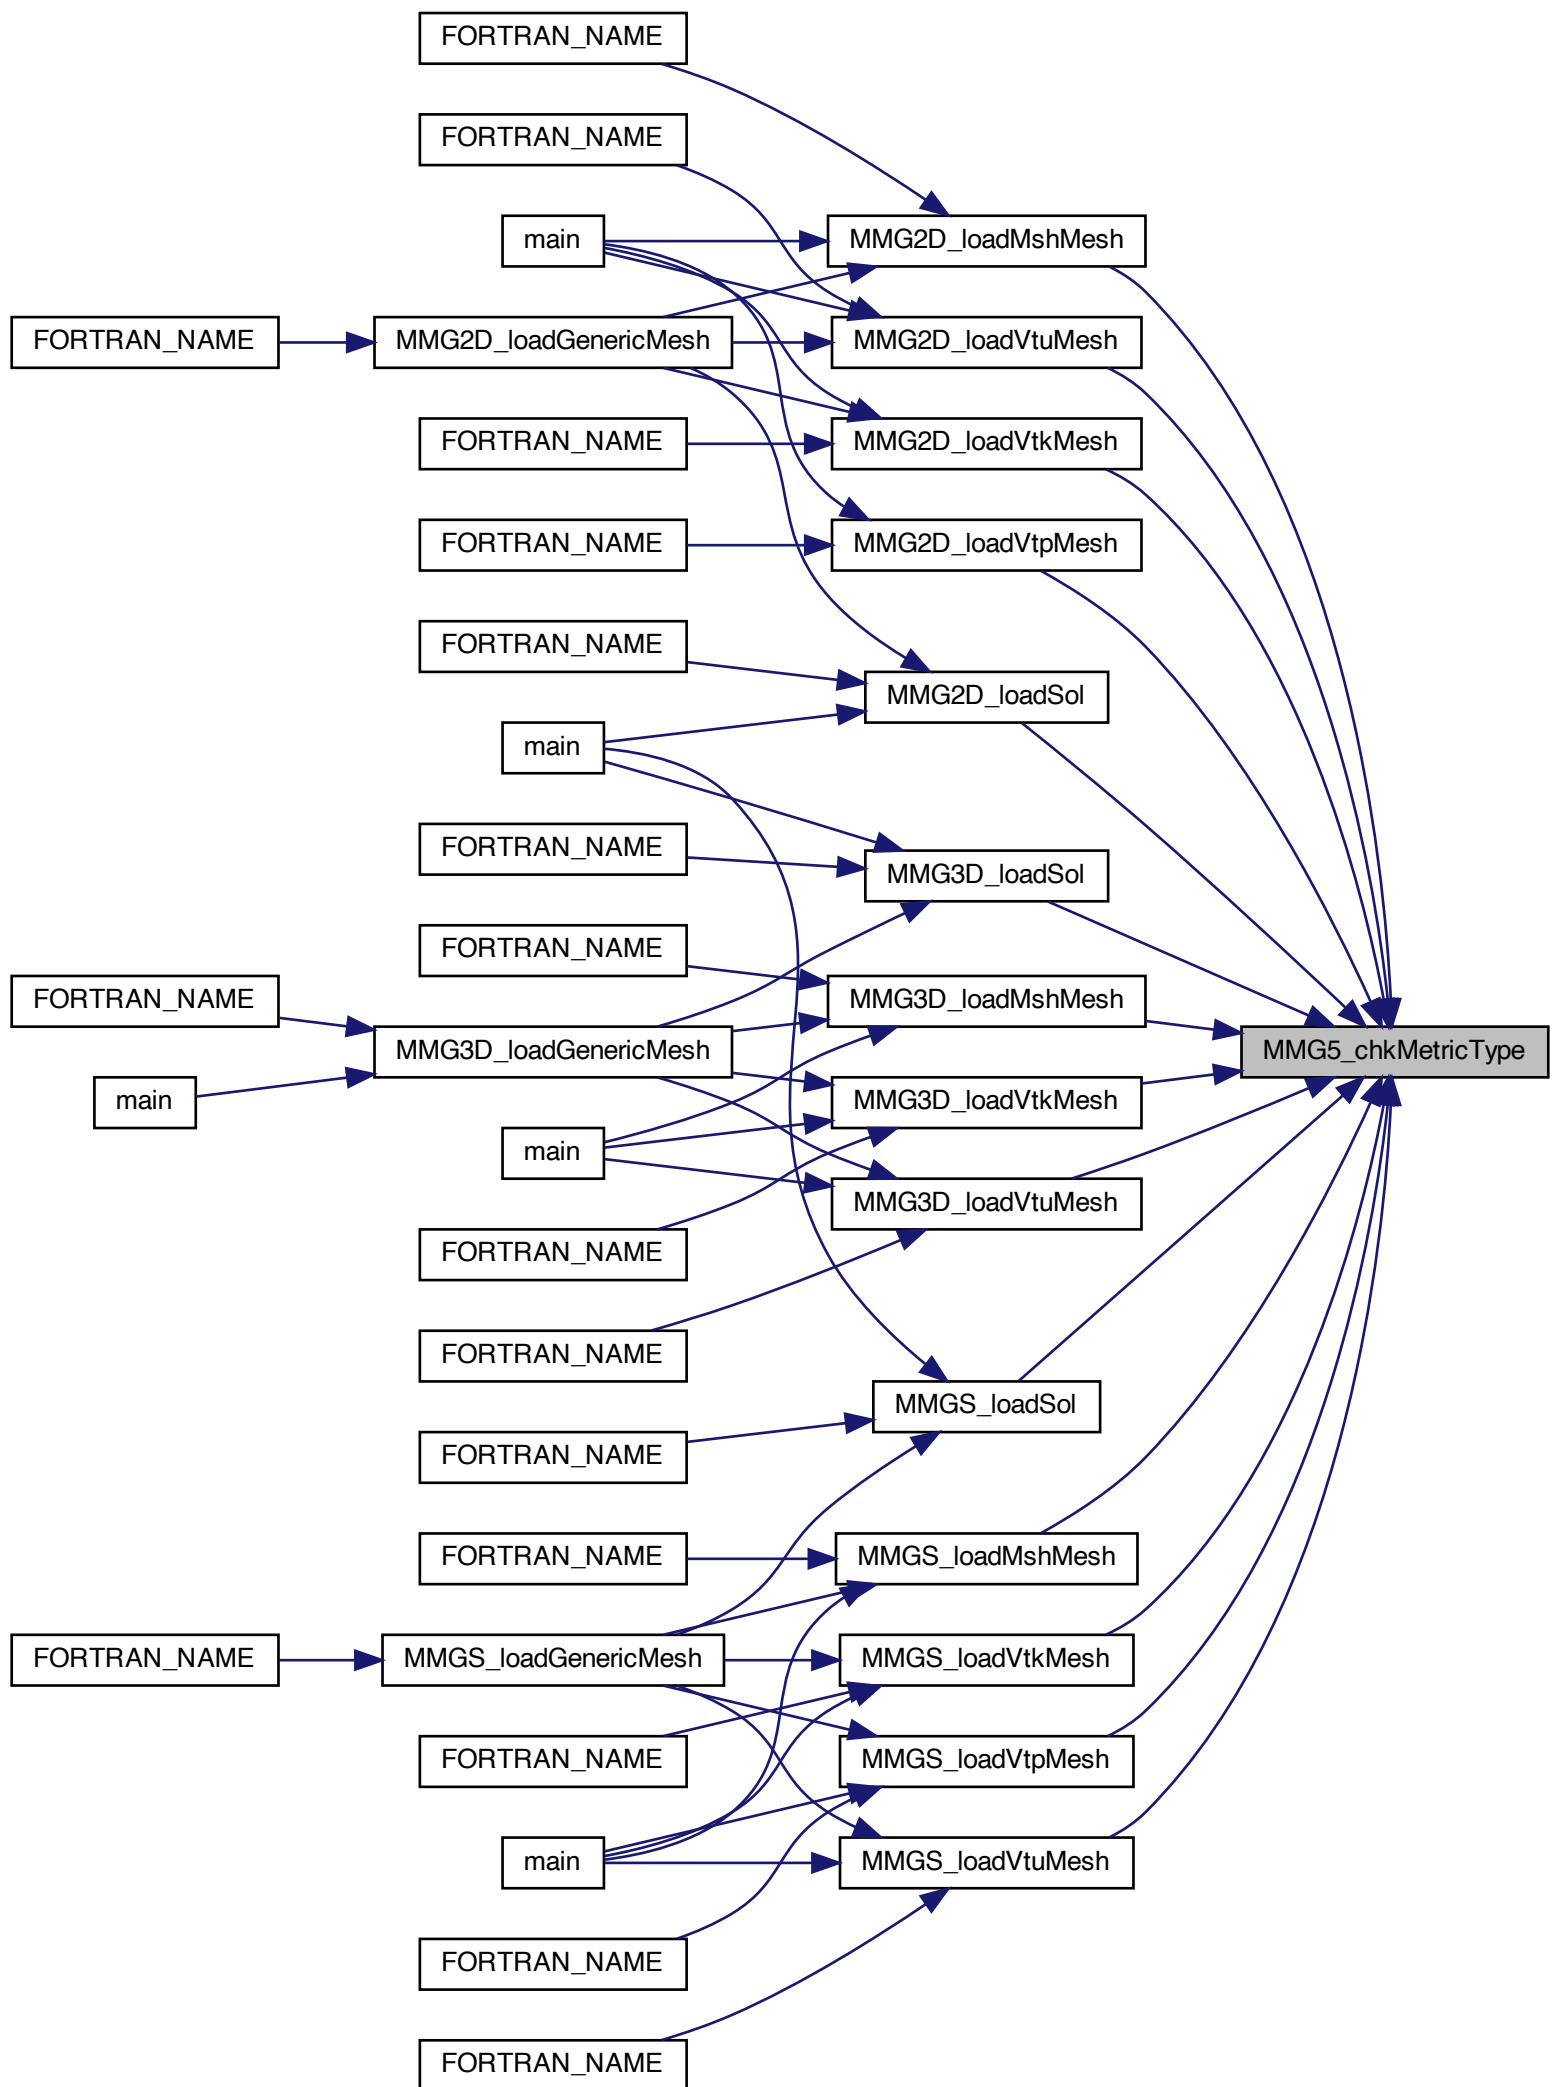 FORTRAN_NAME
FORTRAN_NAME
main
MMG2D_loadMshMesh
FORTRAN_NAME
MMG2D_loadGenericMesh
MMG2D_loadVtuMesh
FORTRAN_NAME
MMG2D_loadVtkMesh
FORTRAN_NAME
MMG2D_loadVtpMesh
FORTRAN_NAME
MMG2D_loadSol
main
FORTRAN_NAME
MMG3D_loadSol
FORTRAN_NAME
FORTRAN_NAME
MMG3D_loadMshMesh
MMG3D_loadGenericMesh
MMG5_chkMetricType
main
MMG3D_loadVtkMesh
main
MMG3D_loadVtuMesh
FORTRAN_NAME
FORTRAN_NAME
MMGS_loadSol
FORTRAN_NAME
FORTRAN_NAME
MMGS_loadMshMesh
FORTRAN_NAME
MMGS_loadGenericMesh
MMGS_loadVtkMesh
FORTRAN_NAME
MMGS_loadVtpMesh
main
MMGS_loadVtuMesh
FORTRAN_NAME
FORTRAN_NAME